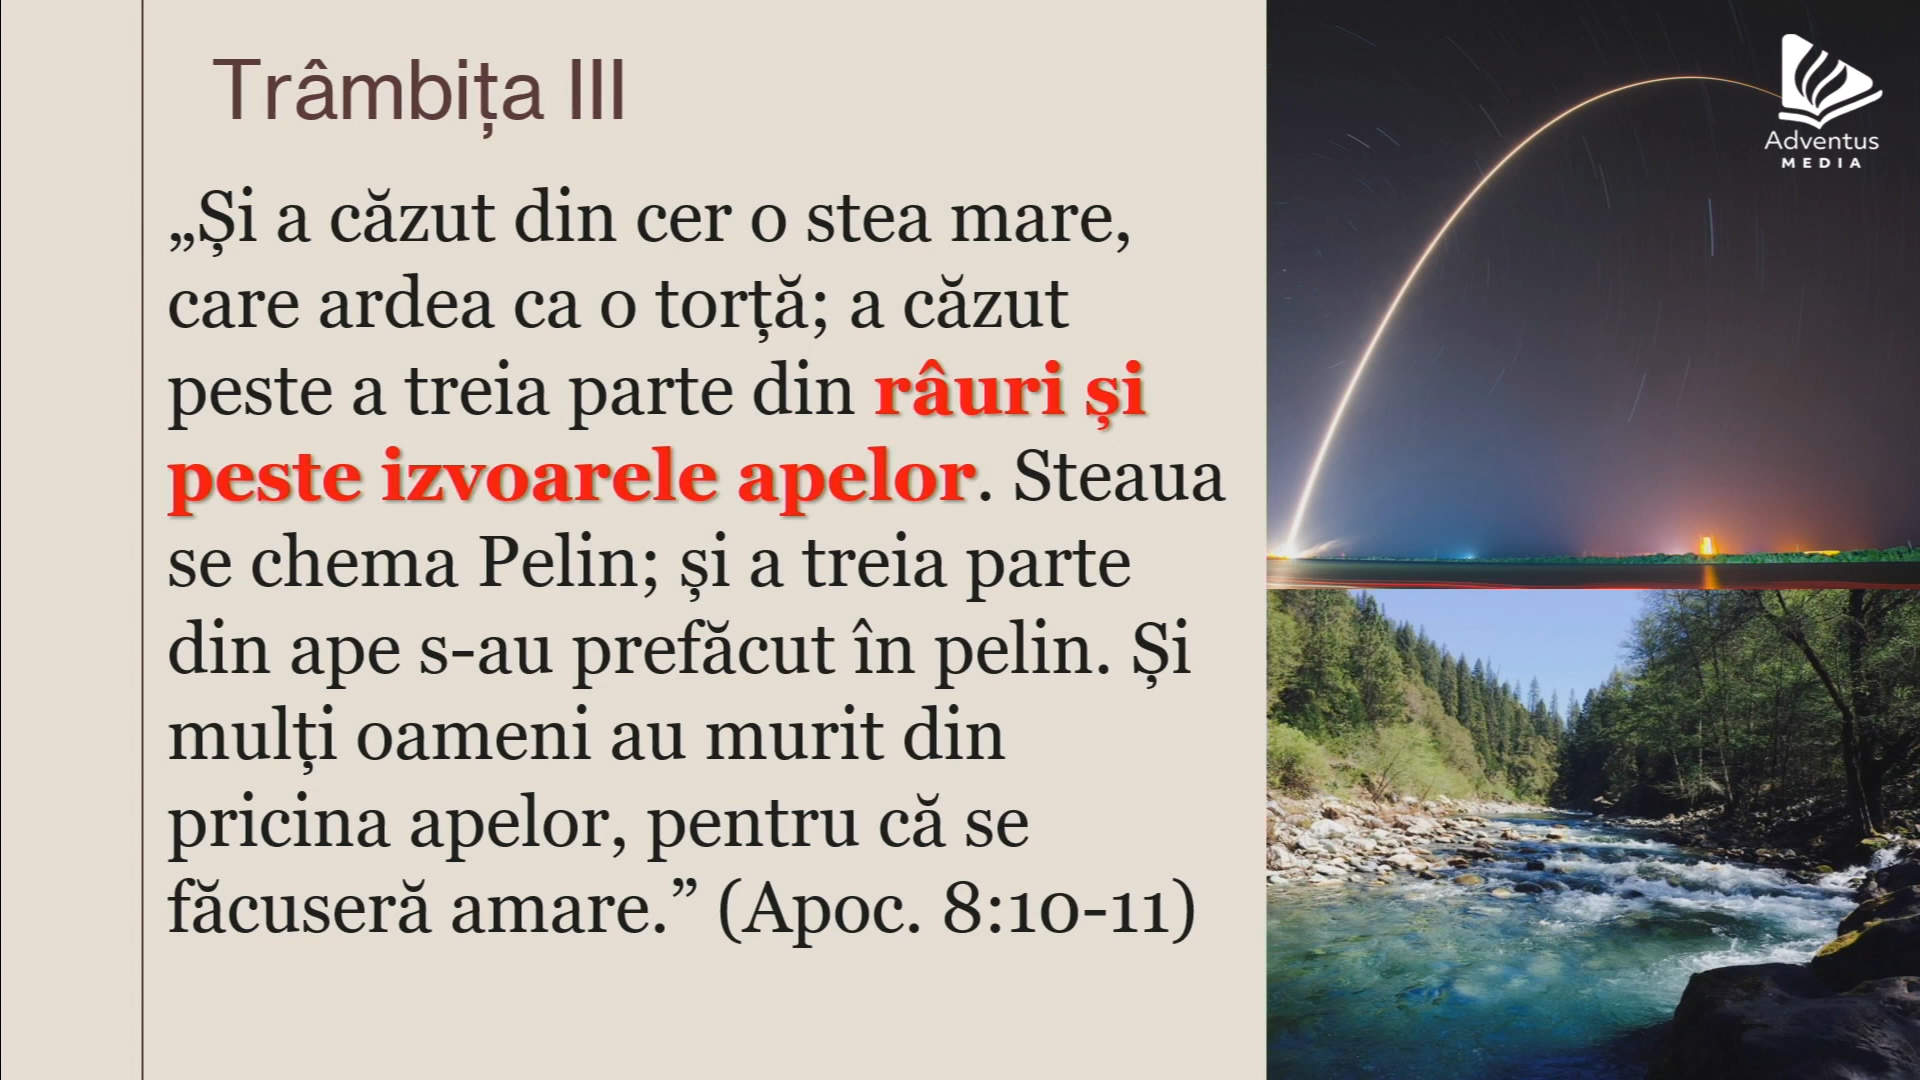 Trâmbița III
„Și a căzut din cer o stea mare,
care ardea ca o torță; a căzut
peste a treia parte din râuri și
peste izvoarele apelor. Steaua
se chema Pelin; și a treia parte
din ape s-au prefăcut în pelin. Și
mulți oameni au murit din
pricina apelor, pentru că se
făcuseră amare.” (Apoc. 8:10-11)
Adventus
MEDIA